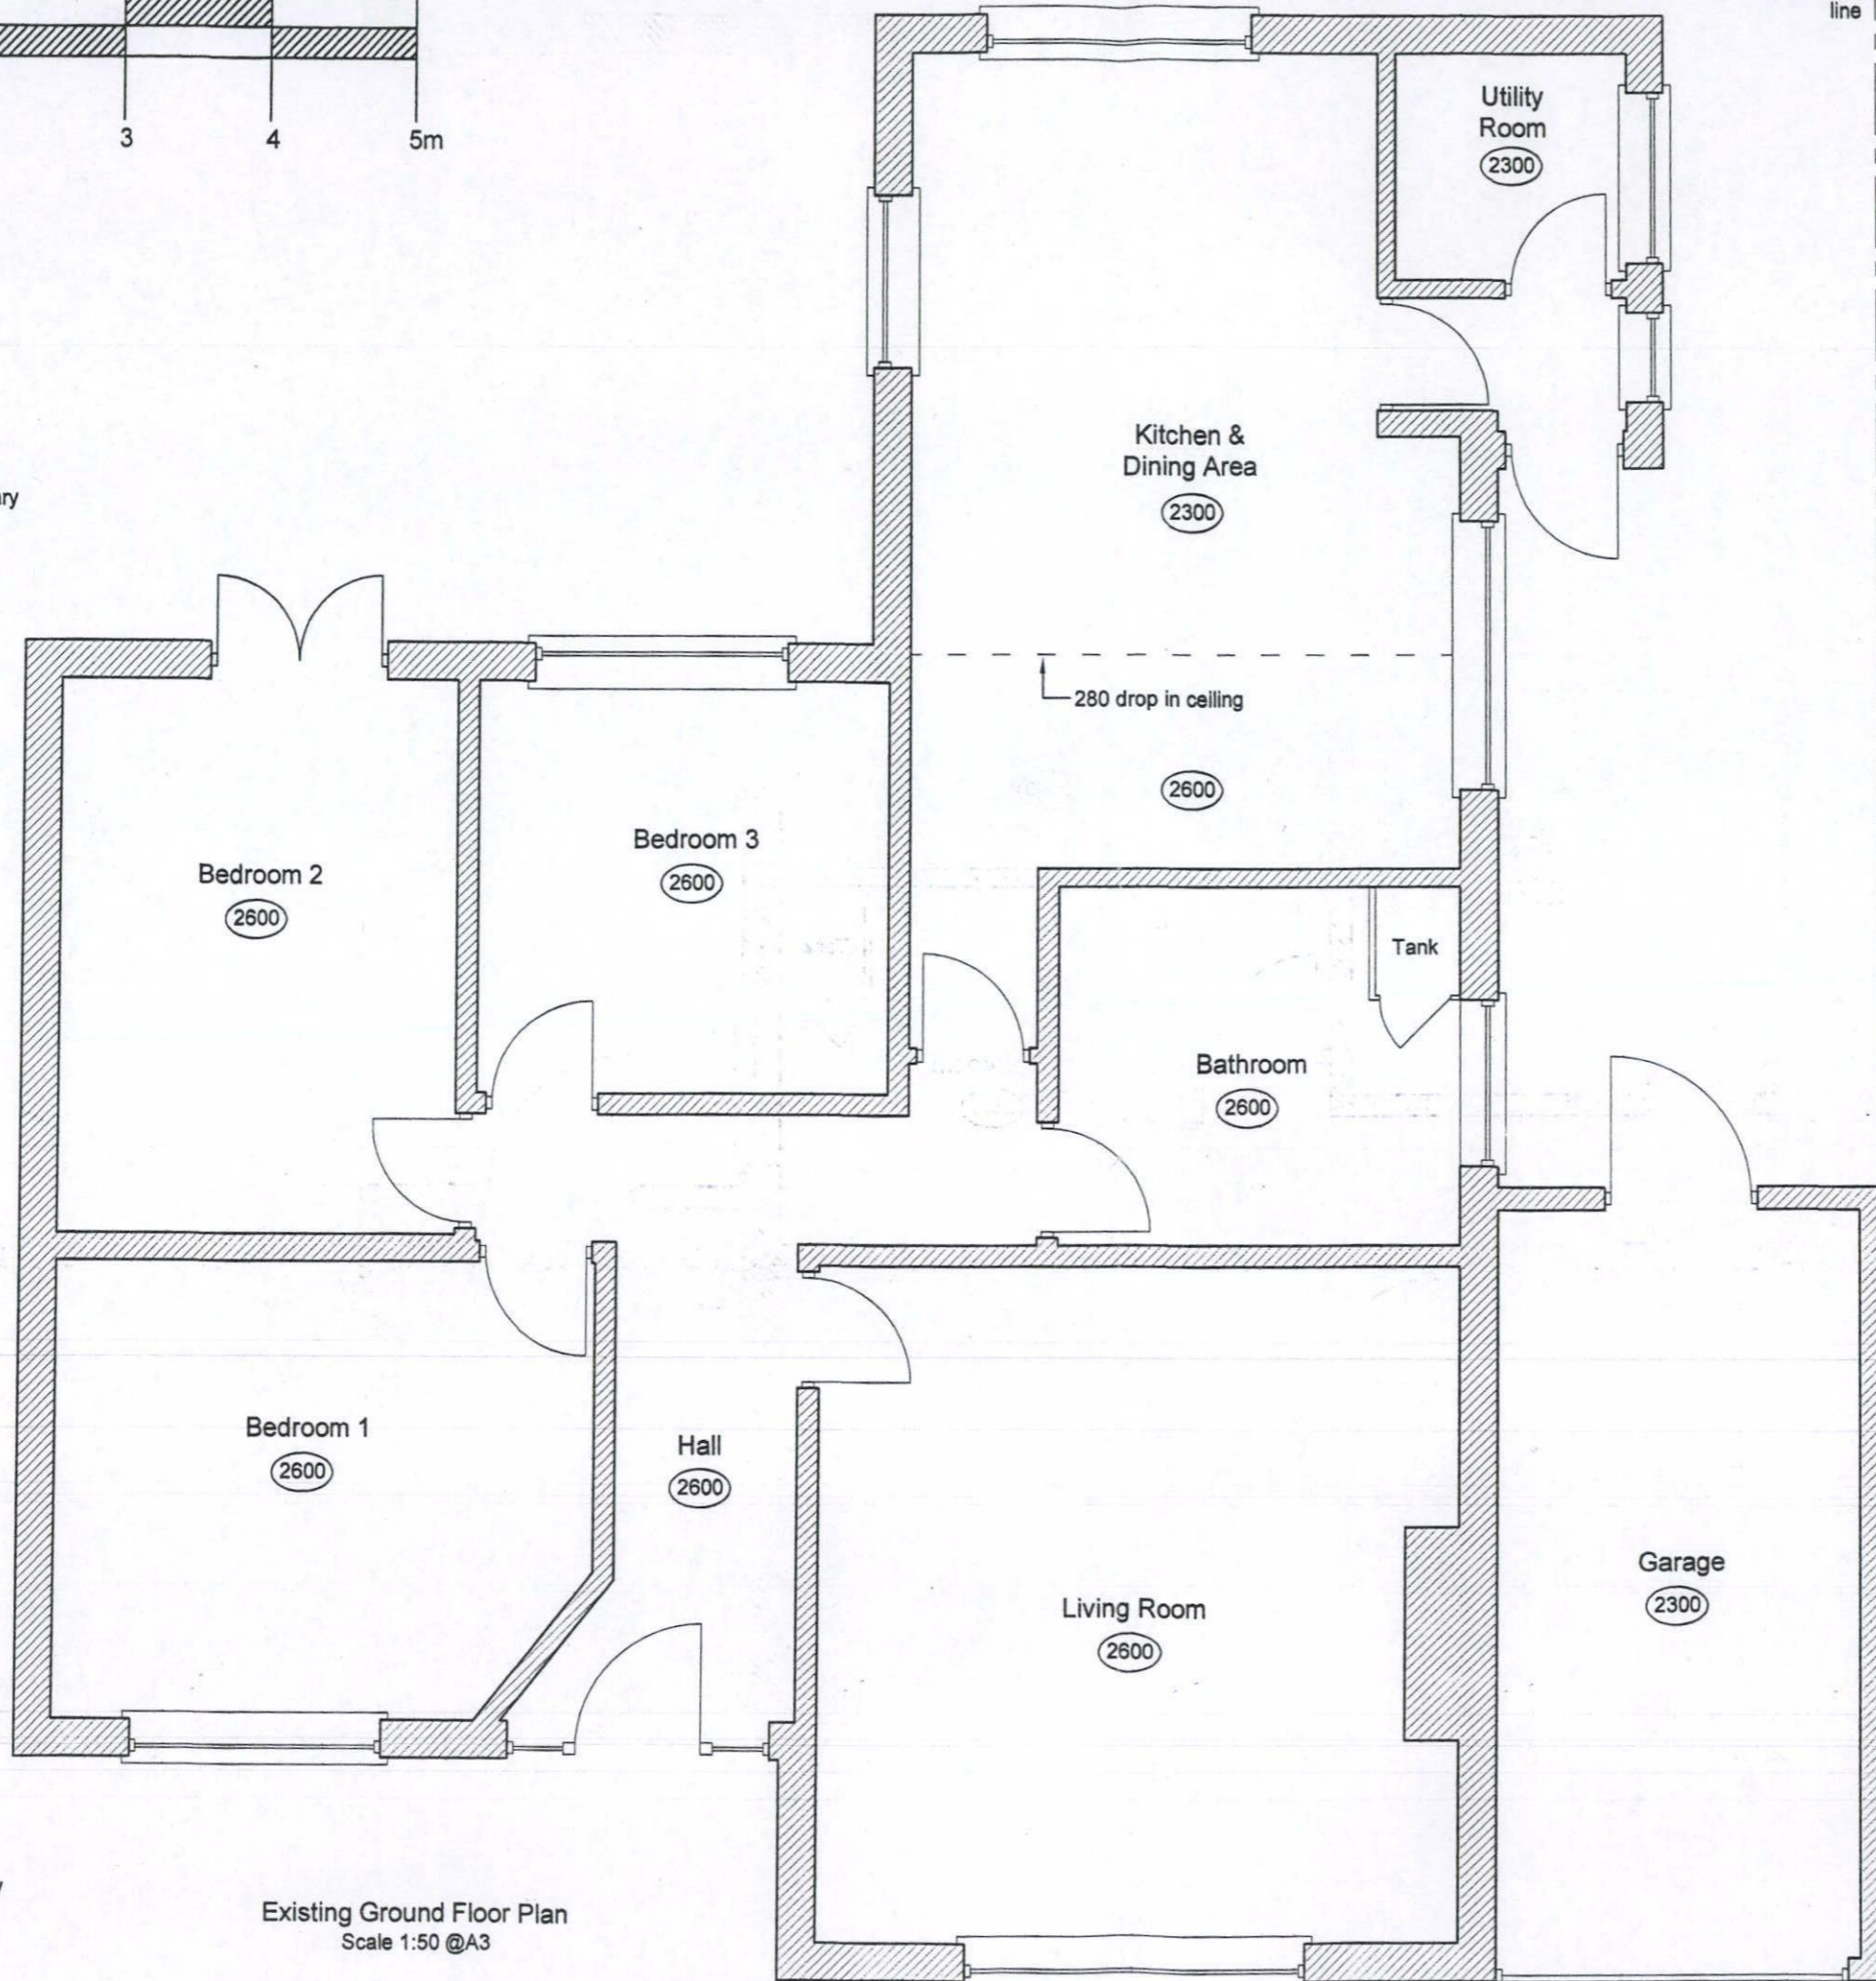 line
3 4 5m
Utility
Room
2300
Kitchen &
Dining Area
2300
280 drop in ceiling
2600
Bedroom 3
2600
Bedroom 2
2600
Tank
Bathroom
2600
Bedroom 1
2600
Hall
2600
Garage
2300
Living Room
2600
Existing Ground Floor Plan
Scale 1:50 @A3